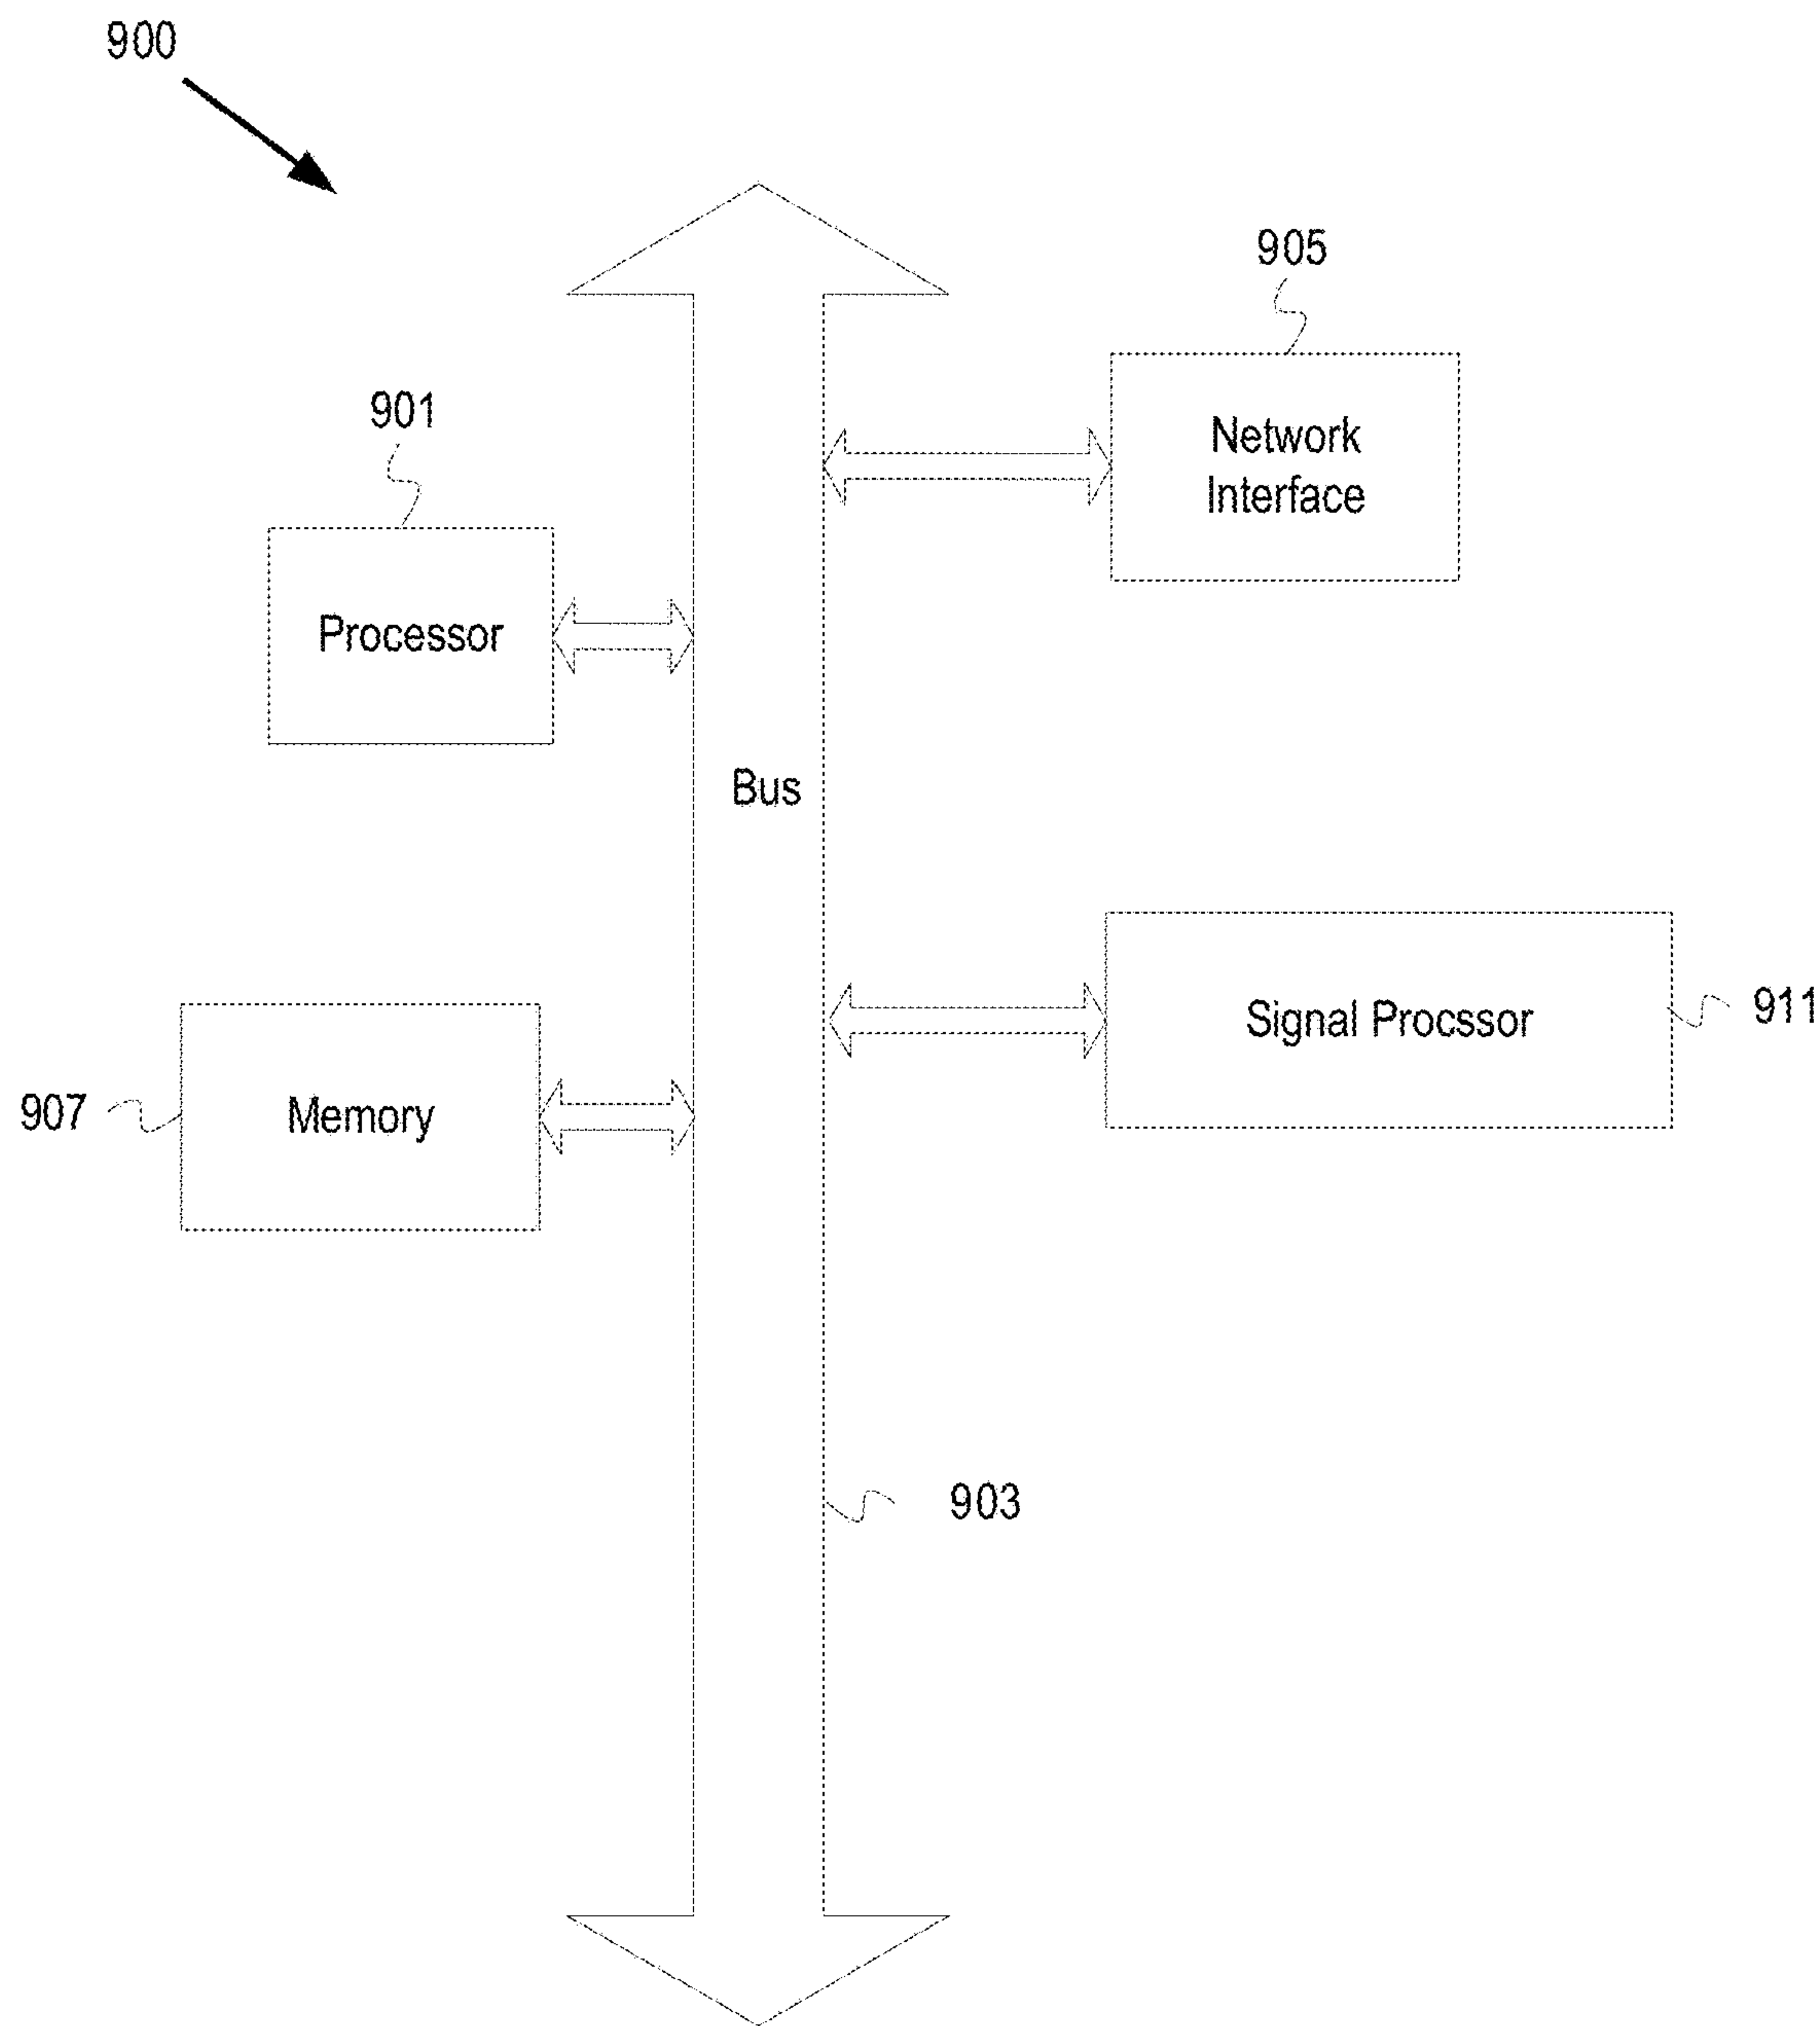 900
905
901
Network
Interface
Processor
Bus
911
Signal Procssor
907
Memory
903